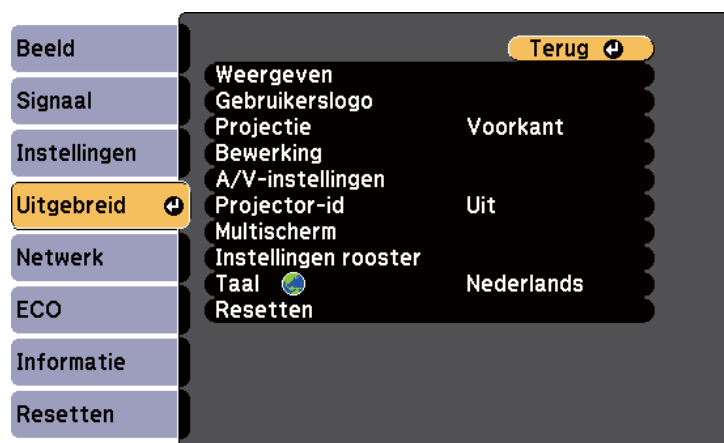 Beeld
Signaal
Instellingen
Uitgebreid
Netwerk
ECO
Informatie
Resetten
Terug
Weergeven
Gebruikerslogo
Projectie Voorkant
Bewerking
A/V-instellingen
Projector-id Uit
Multischerm
Instellingen rooster
Taal Nederlands
Resetten